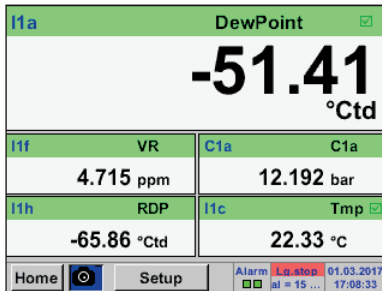 I1a DewPoint
-51.41
°Ctd
I1f VR C1a C1a
4.715 ppm 12.192 bar
I1h RDP I1c Tmp
-65.86 °Ctd 22.33 °C
Home Setup Alarm Lg.stop 01.03.2017
al = 15 ... 17:08:33